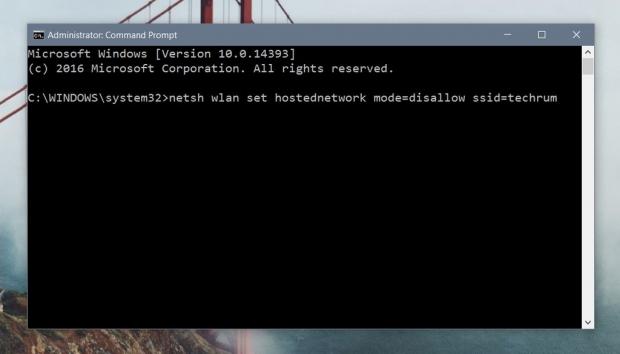 Administrator: Command Prompt
Microsoft Windows [Version 10.0.14393]
(c) 2016 Microsoft Corporation. All rights reserved.
C:\WINDOWS\system32>netsh wlan set hostednetwork mode=disallow ssid=techrum